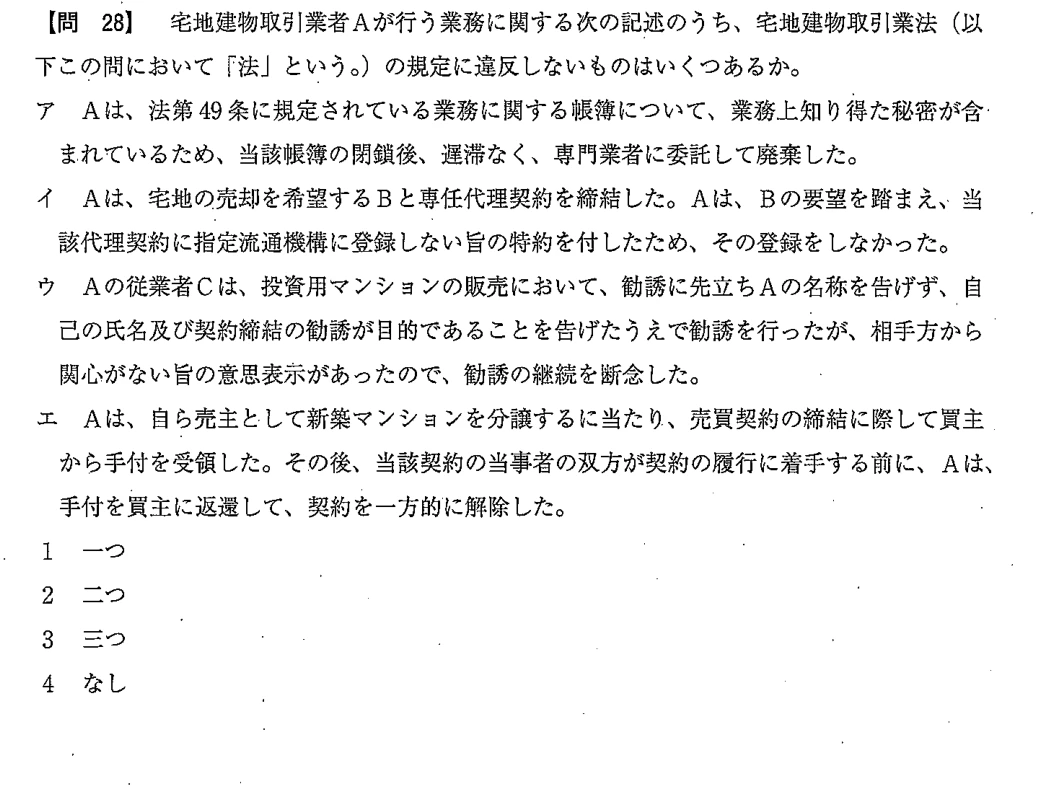 【問　28】　宅地建物取引業者Aが行う業務に関する次の記述のうち、宅地建物取引業法（以
下この問において「法」という。）の規定に違反しないものはいくつあるか。
ア　Aは、法第49条に規定されている業務に関する帳簿について、業務上知り得た秘密が含
まれているため、当該帳簿の閉鎖後、遅滞なく、専門業者に委託して廃棄した。
イ　Aは、宅地の売却を希望するBと専任代理契約を締結した。Aは、Bの要望を踏まえ、当
該代理契約に指定流通機構に登録しない旨の特約を付したため、その登録をしなかった。
ウ　Aの従業者Cは、投資用マンションの販売において、勧誘に先立ちAの名称を告げず、自
己の氏名及び契約締結の勧誘が目的であることを告げたうえで勧誘を行ったが、相手方から
関心がない旨の意思表示があったので、勧誘の継続を断念した。
エ　Aは、自ら売主として新築マンションを分譲するに当たり、売買契約の締結に際して買主
から手付を受領した。その後、当該契約の当事者の双方が契約の履行に着手する前に、Aは、
手付を買主に返還して、契約を一方的に解除した。
1　一つ
2　二つ
3　三つ
4　なし